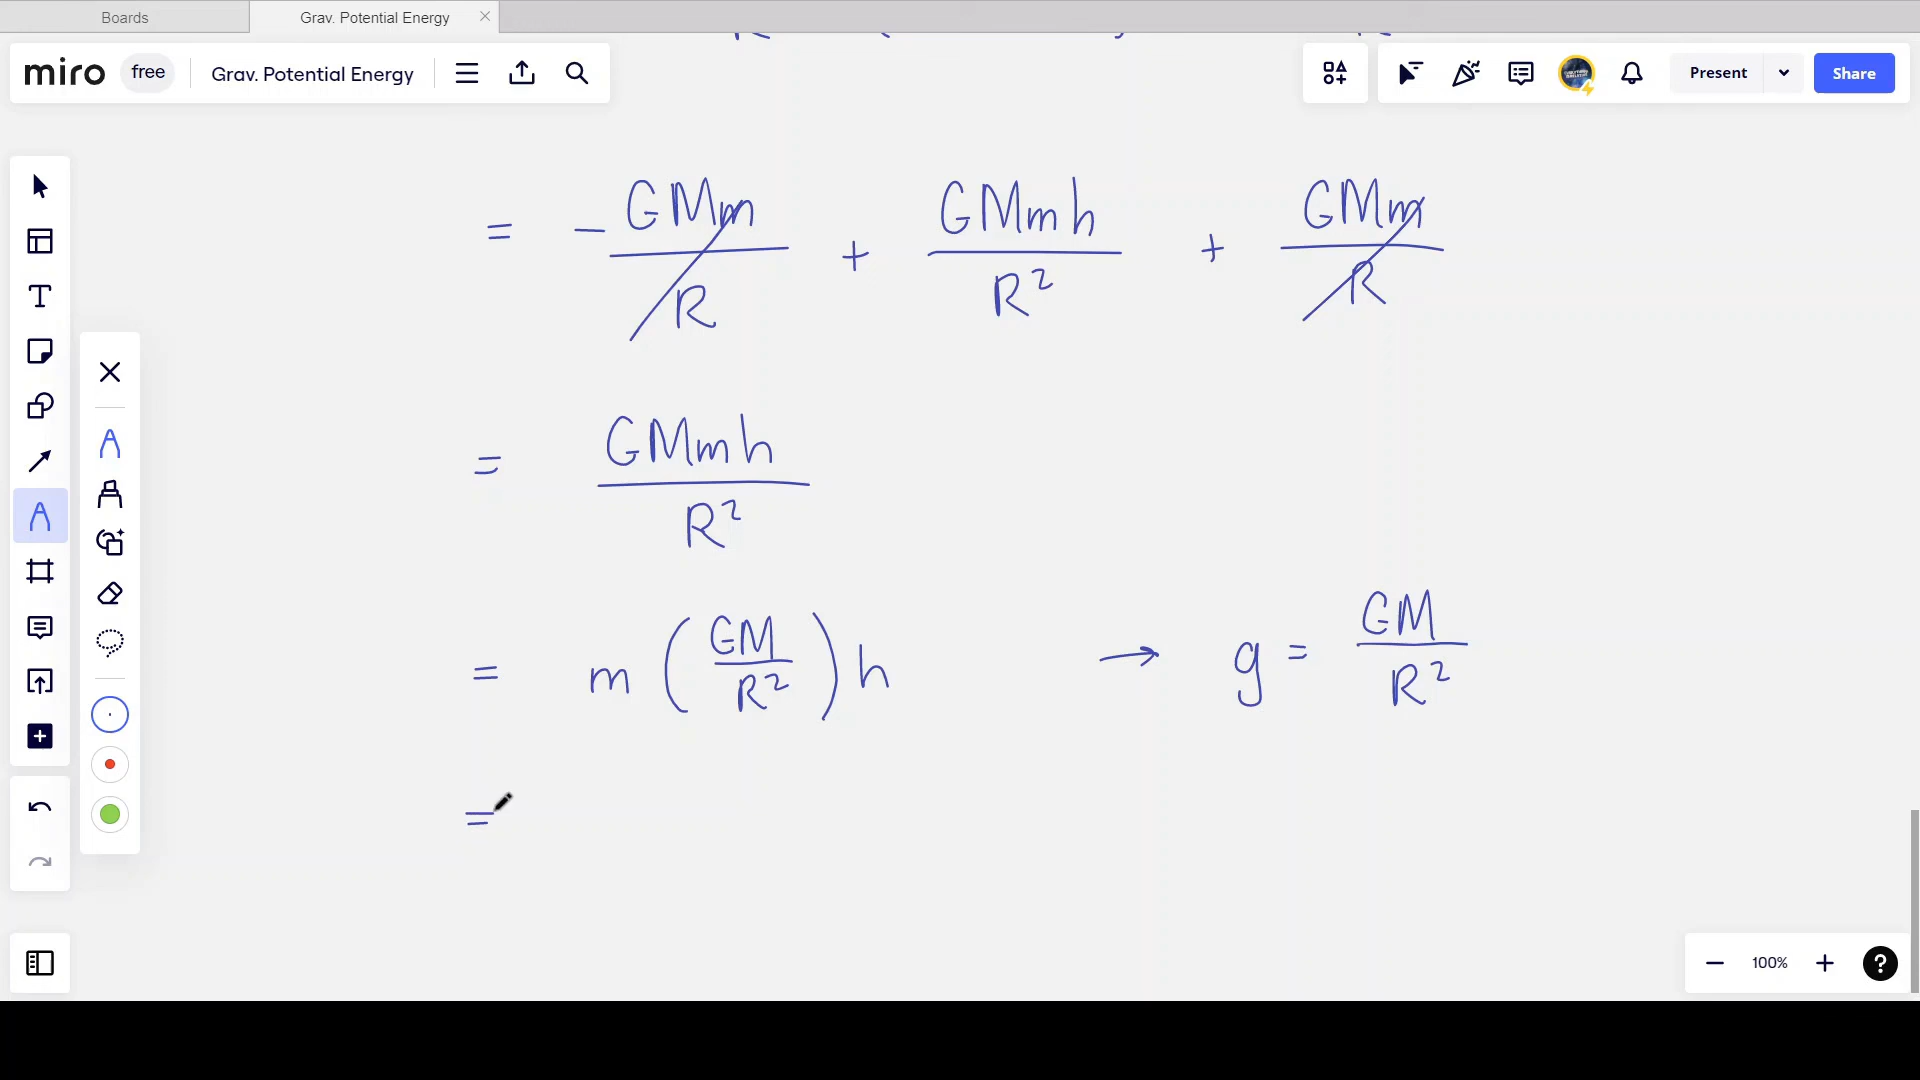 Boards
Grav. Potential Energy
miro free Grav. Potential Energy
Present
Share
= - GMm/R + GMmh/R² + GMm/R
= GMmh/R²
= m(GM/R²)h → g = GM/R²
=
100%